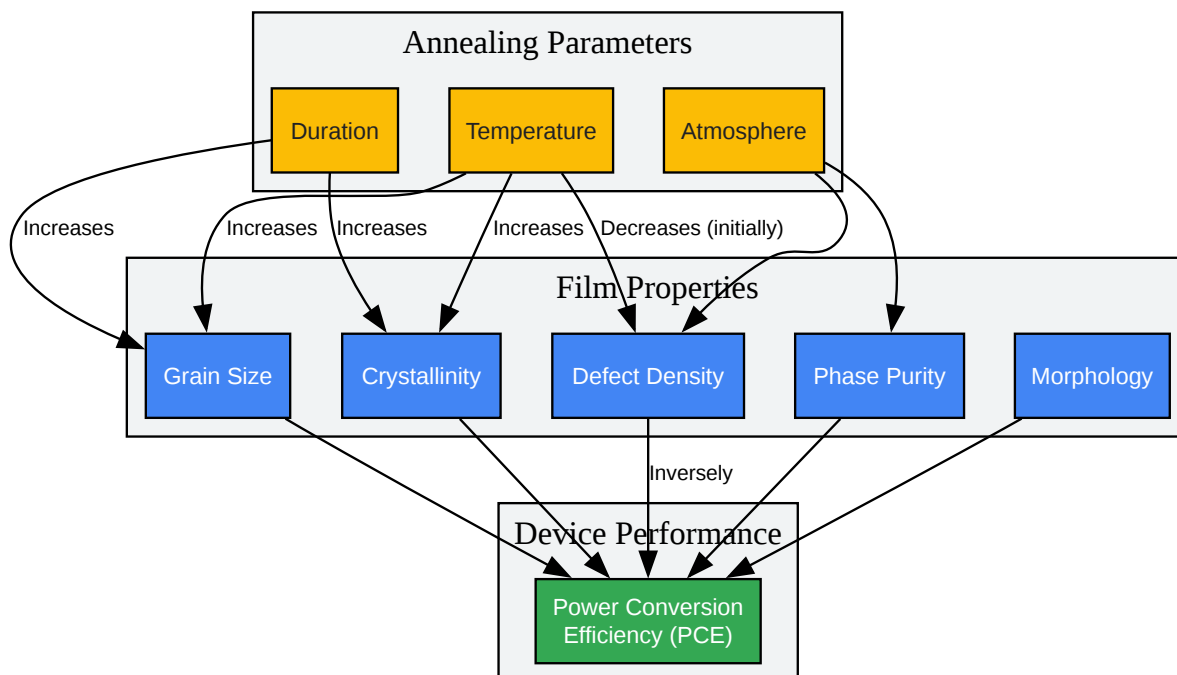 Annealing Parameters
Duration
Temperature
Atmosphere
Increases
Increases
Increases
Increases
Decreases (initially)
Film Properties
Grain Size
Crystallinity
Defect Density
Phase Purity
Morphology
Inversely
Device Performance
Power Conversion
Efficiency (PCE)